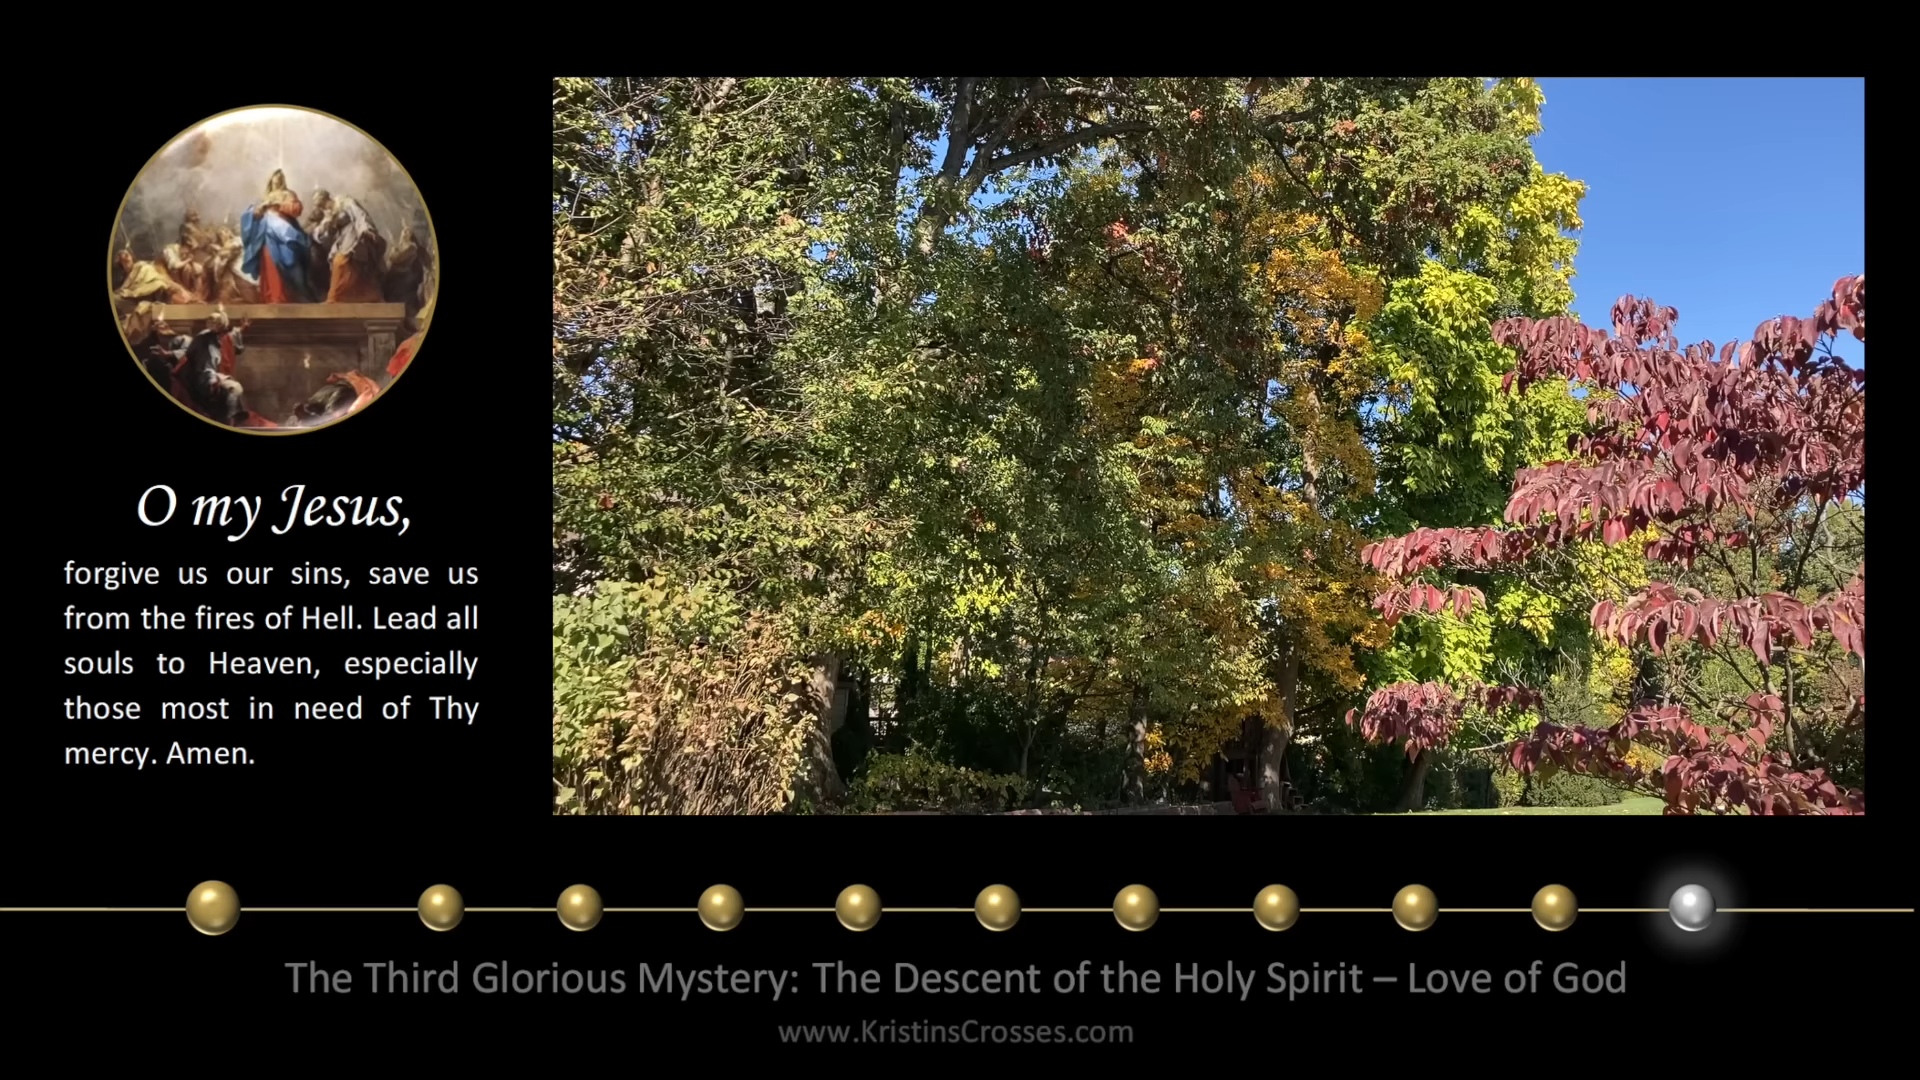 O my Jesus,
forgive us our sins, save us
from the fires of Hell. Lead all
souls to Heaven, especially
those most in need of Thy
mercy. Amen.
The Third Glorious Mystery: The Descent of the Holy Spirit – Love of God
www.KristinsCrosses.com